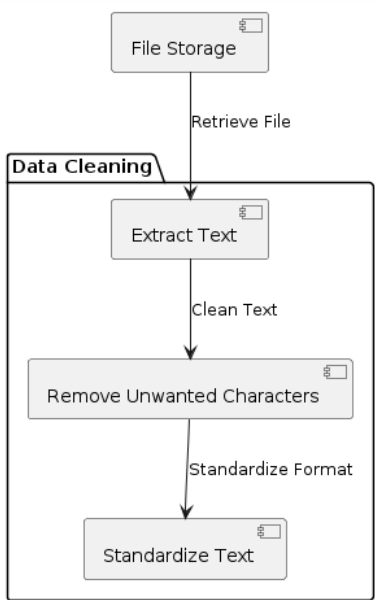 File Storage
Retrieve File
Data Cleaning
Extract Text
Clean Text
Remove Unwanted Characters
Standardize Format
Standardize Text